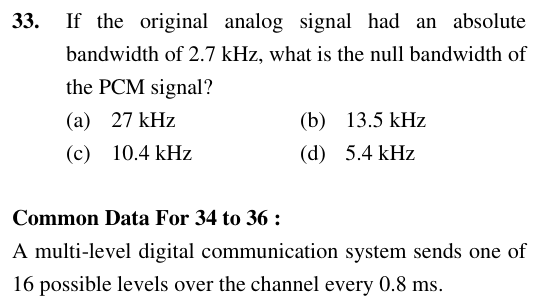 33. If the original analog signal had an absolute
bandwidth of 2.7 kHz, what is the null bandwidth of
the PCM signal?
(a) 27 kHz (b) 13.5 kHz
(c) 10.4 kHz (d) 5.4 kHz
Common Data For 34 to 36 :
A multi-level digital communication system sends one of
16 possible levels over the channel every 0.8 ms.